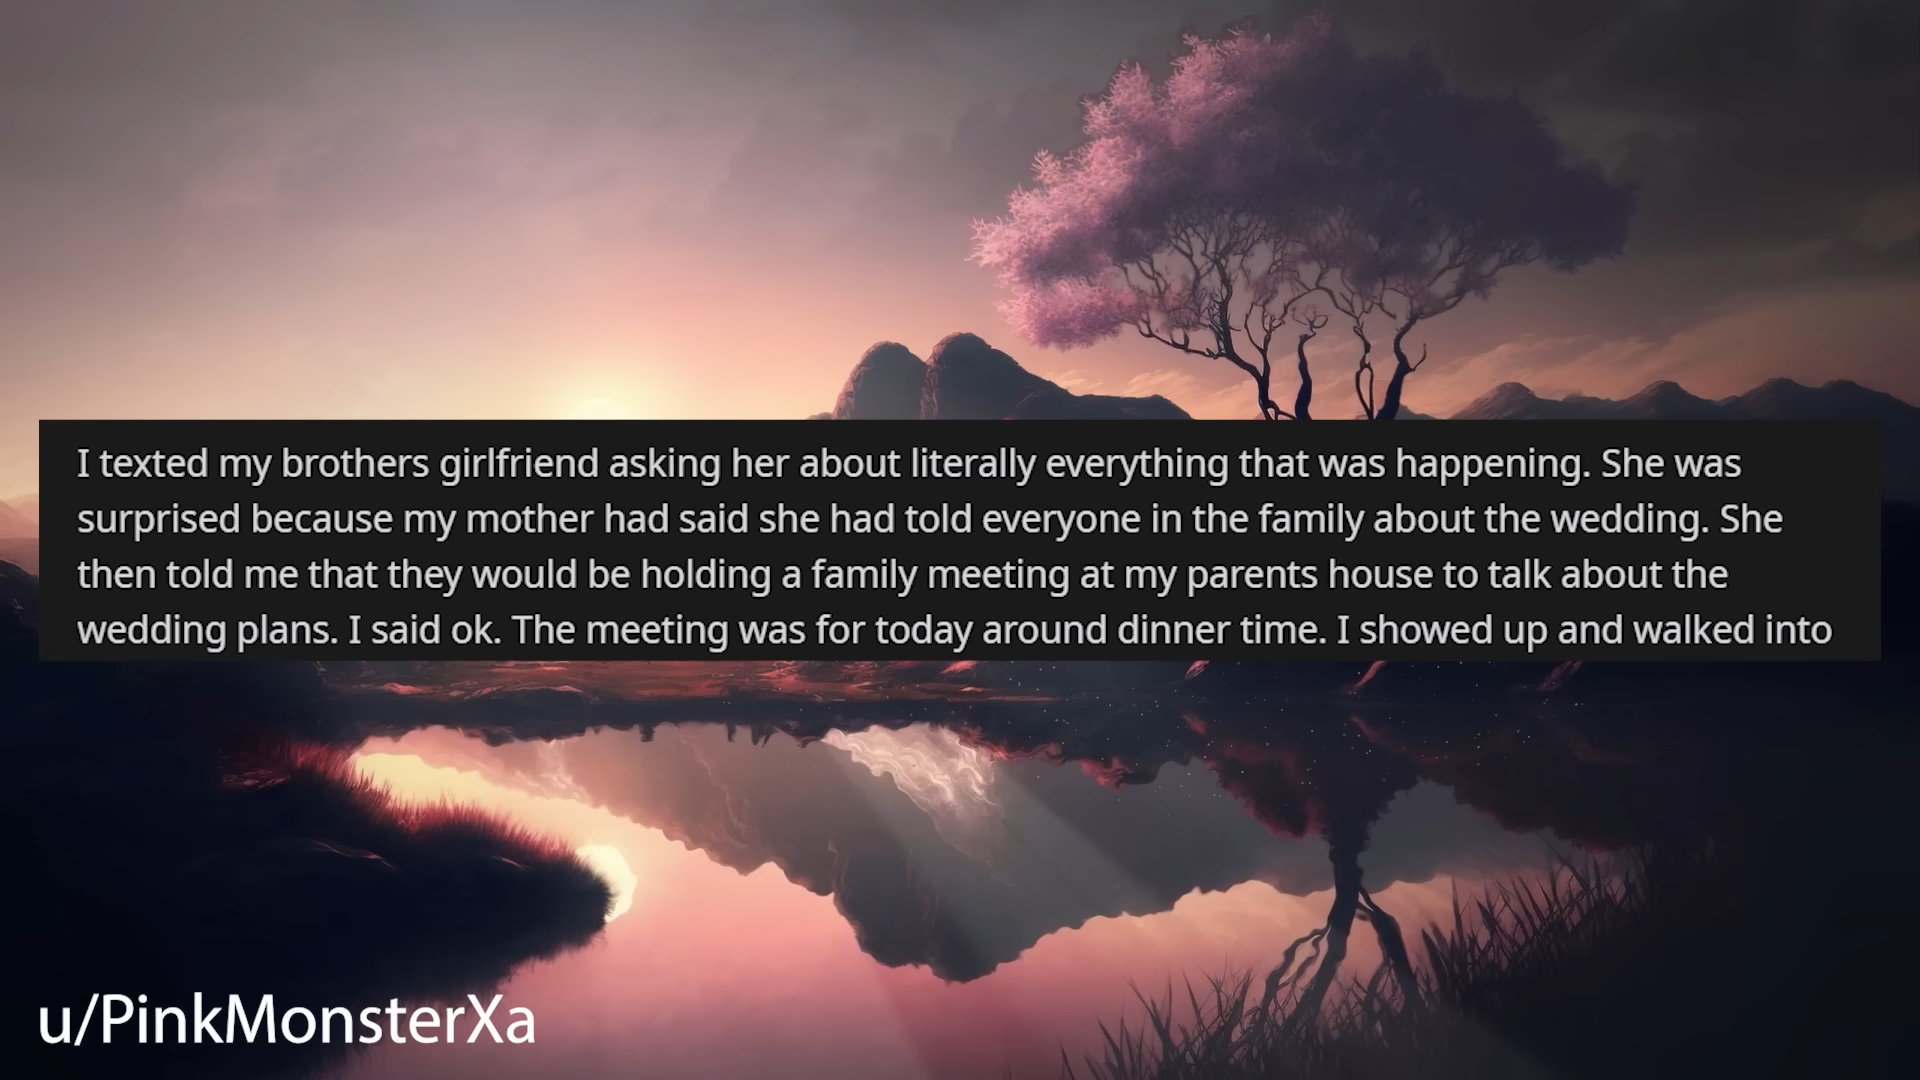 I texted my brothers girlfriend asking her about literally everything that was happening. She was
surprised because my mother had said she had told everyone in the family about the wedding. She
then told me that they would be holding a family meeting at my parents house to talk about the
wedding plans. I said ok. The meeting was for today around dinner time. I showed up and walked into
u/PinkMonsterXa